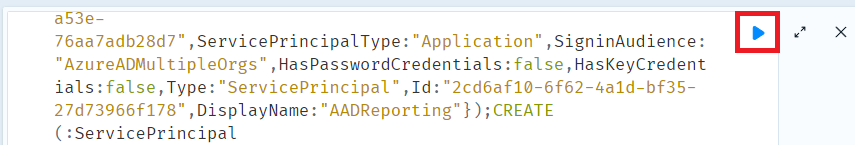 a53e-
76aa7adb28d7",ServicePrincipalType:"Application",SigninAudience:
"AzureADMultipleOrgs",HasPasswordCredentials:false,HasKeyCredent
ials:false,Type:"ServicePrincipal",Id:"2cd6af10-6f62-4a1d-bf35-
27d73966f178",DisplayName:"AADReporting"});CREATE
(:ServicePrincipal